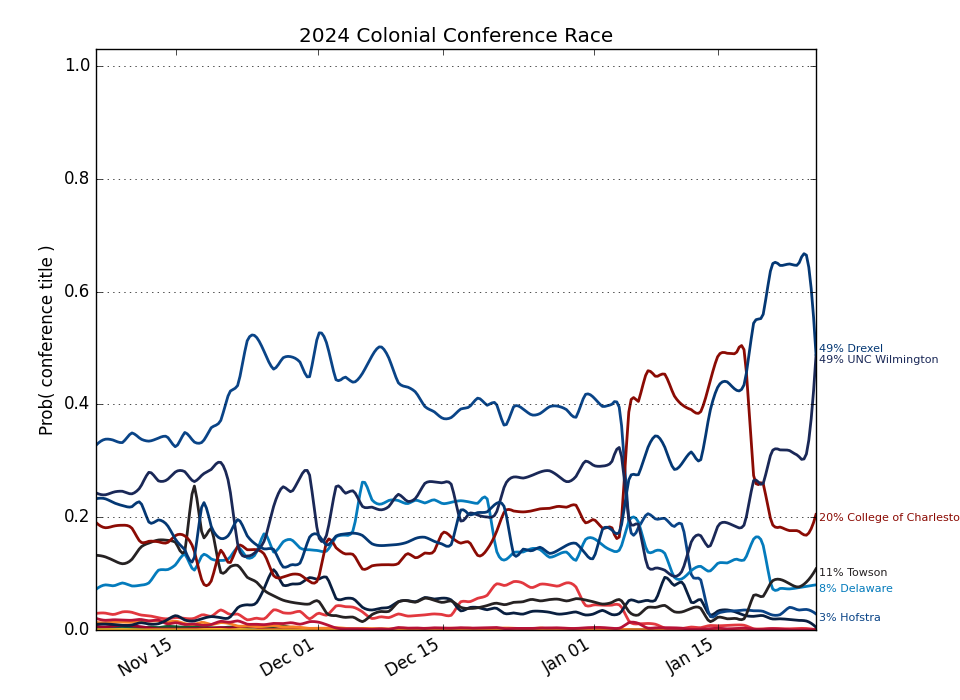 2024 Colonial Conference Race
1.0
0.8
0.6
0.4
0.2
0.0
Prob( conference title )
Nov 15
Dec 01
Dec 15
Jan 01
Jan 15
49% Drexel
49% UNC Wilmington
20% College of Charlesto
11% Towson
8% Delaware
3% Hofstra